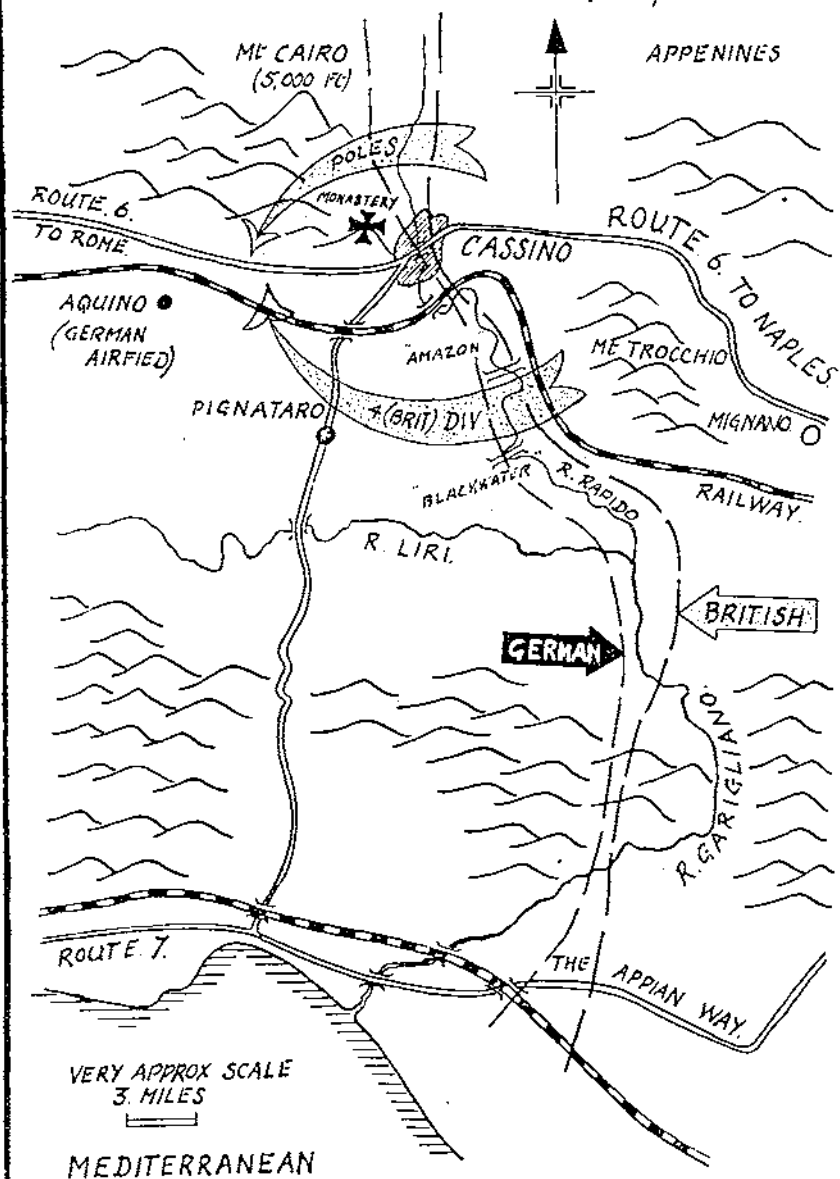 Mt CAIRO
(5,000 FT)
APPENINES
POLES
MONASTERY
ROUTE. 6.
TO ROME.
CASSINO
ROUTE. 6. TO NAPLES.
AQUINO
(GERMAN
AIRFIED)
"AMAZON
Mt TROCCHIO
MIGNANO
PIGNATARO
4 (BRIT) DIV
"BLACKWATER"
R. RAPIDO
RAILWAY.
R. LIRI.
BRITISH
GERMAN
R. GARIGLIANO.
ROUTE. 7.
THE APPIAN WAY.
VERY APPROX SCALE
3. MILES
MEDITERRANEAN